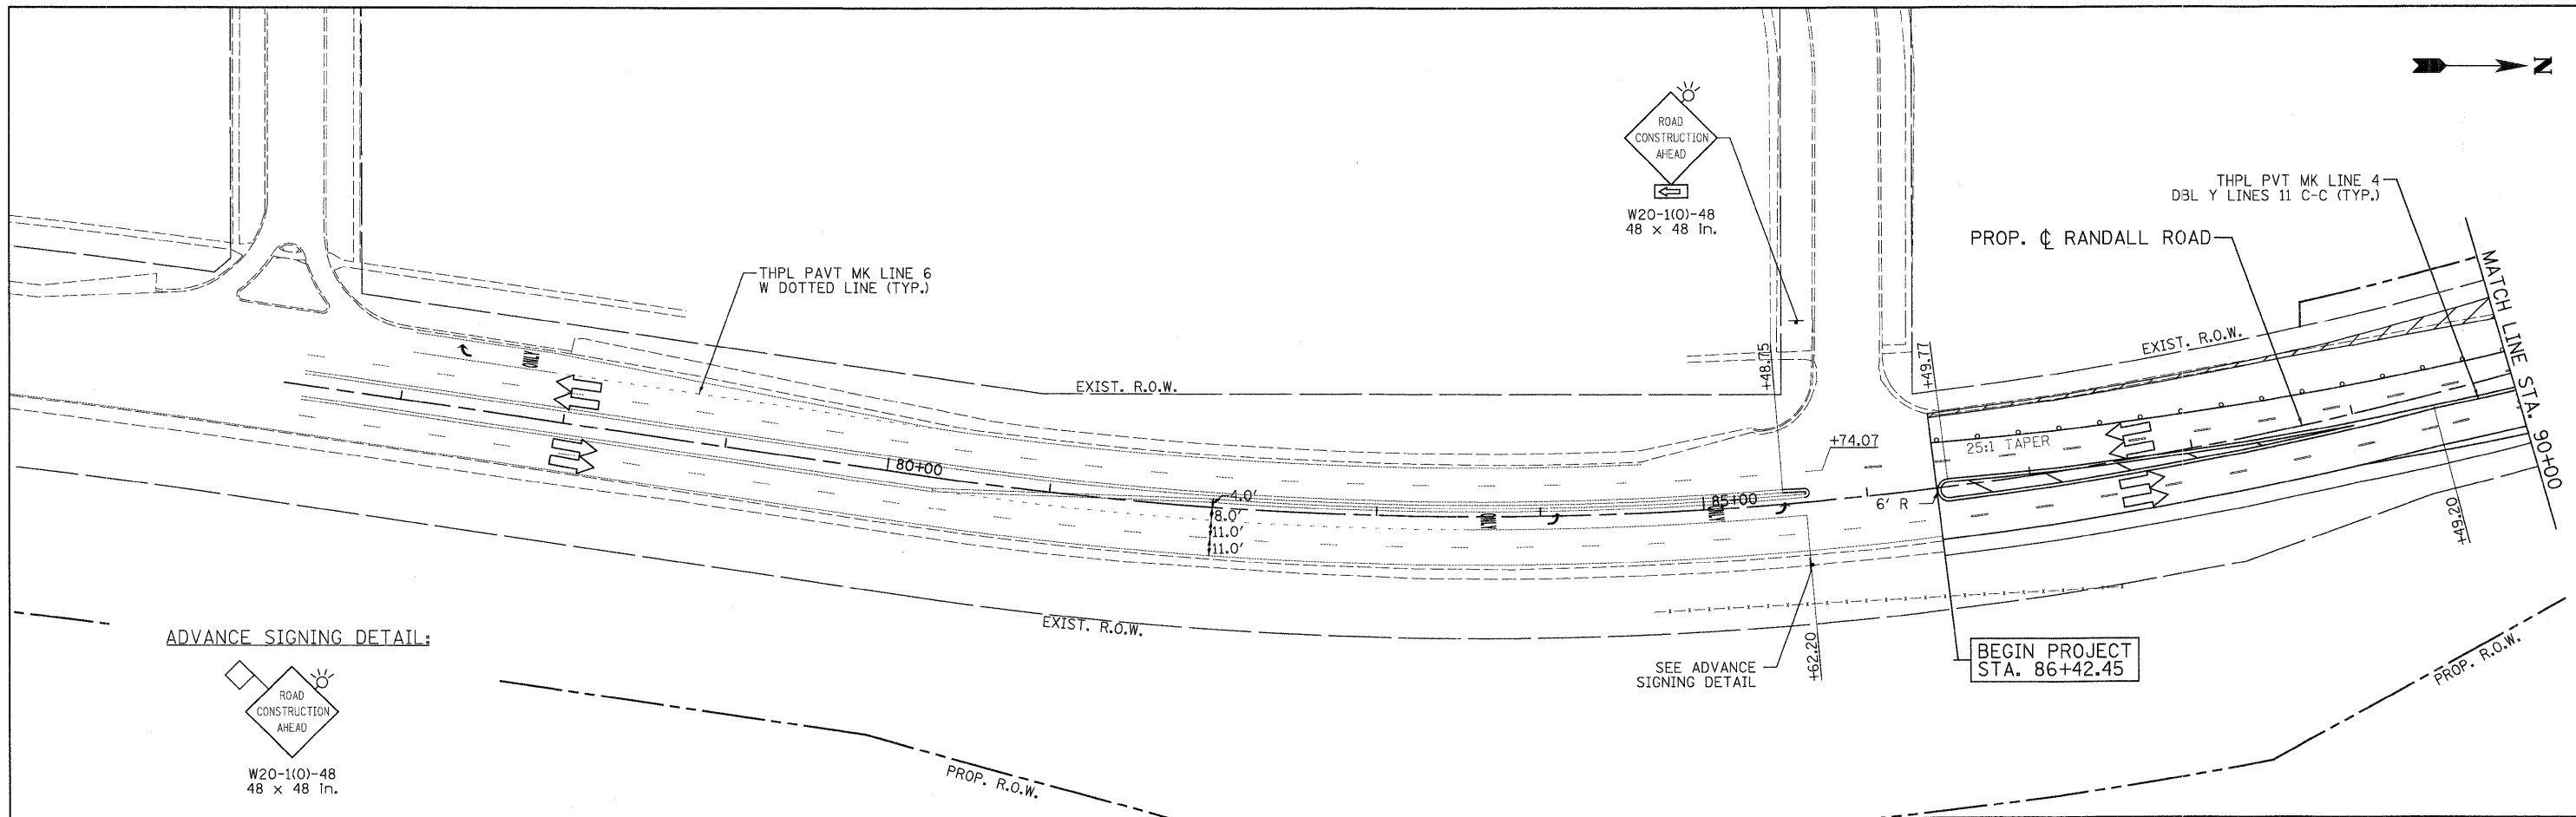 N
ROAD
CONSTRUCTION
AHEAD
W20-1(O)-48
48 x 48 In.
THPL PVT MK LINE 4
DBL Y LINES 11 C-C (TYP.)
PROP. ℄ RANDALL ROAD
MATCH LINE STA. 90+00
THPL PAVT MK LINE 6
W DOTTED LINE (TYP.)
EXIST. R.O.W.
ONLY
EXIST. R.O.W.
+48.75
+49.77
+74.07
25:1 TAPER
80+00
85+00
4.0'
8.0'
11.0'
11.0'
ONLY
ONLY
6' R
+49.20
+62.20
EXIST. R.O.W.
SEE ADVANCE
SIGNING DETAIL
BEGIN PROJECT
STA. 86+42.45
PROP. R.O.W.
ADVANCE SIGNING DETAIL:
ROAD
CONSTRUCTION
AHEAD
W20-1(O)-48
48 x 48 In.
PROP. R.O.W.